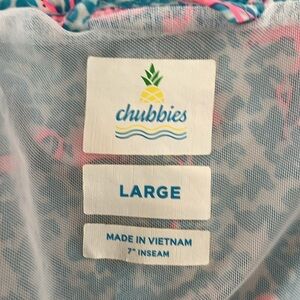 chubbies
LARGE
MADE IN VIETNAM
7" INSEAM